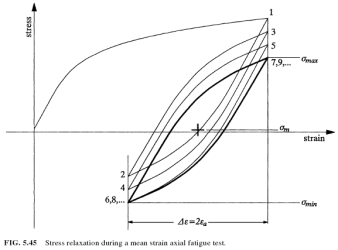 stress
1
3
5
7,9,...
σmax
σm
strain
2
4
6,8,...
σmin
Δε=2εa
FIG. 5.45 Stress relaxation during a mean strain axial fatigue test.